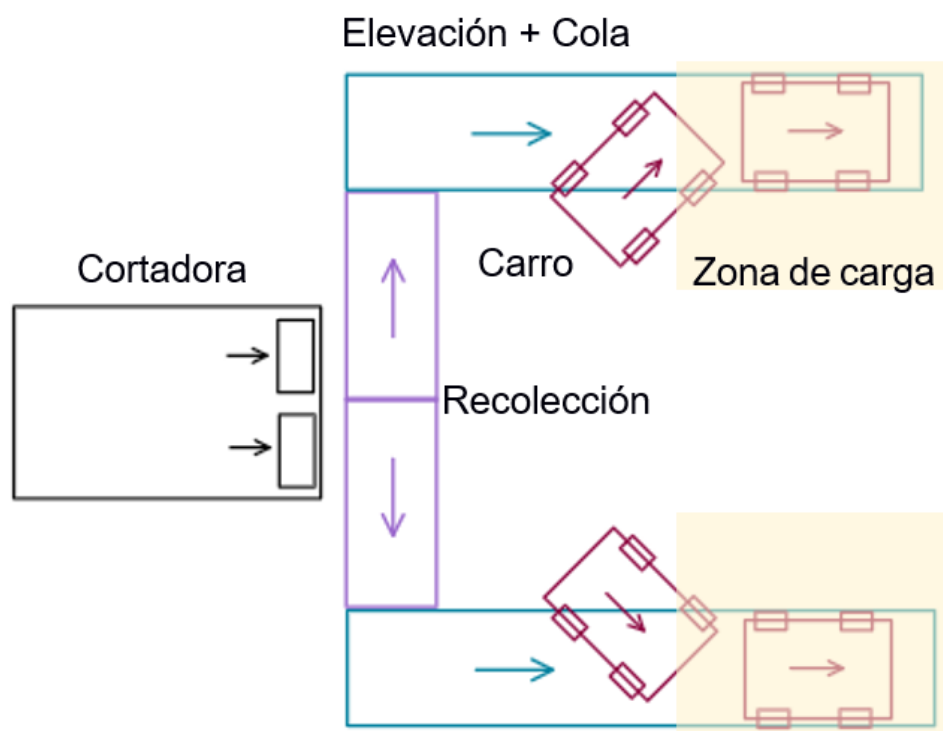 Elevación + Cola
Cortadora
Carro
Zona de carga
Recolección